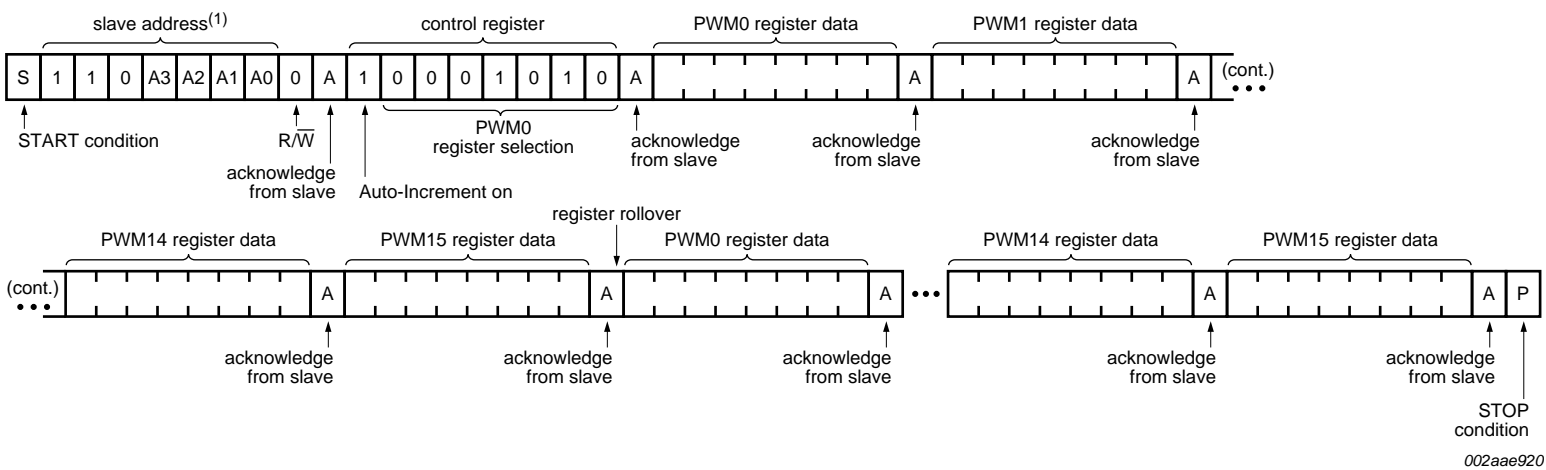 slave address(1) control register PWM0 register data PWM1 register data
S 1 1 0 A3 A2 A1 A0 0 A 1 0 0 0 1 0 1 0 A A A (cont.)
START condition R/W̅ PWM0 register selection acknowledge from slave acknowledge from slave acknowledge from slave
acknowledge from slave Auto-Increment on
register rollover
PWM14 register data PWM15 register data PWM0 register data PWM14 register data PWM15 register data
(cont.) A A A A A P
acknowledge from slave acknowledge from slave acknowledge from slave acknowledge from slave acknowledge from slave
STOP
condition
002aae920